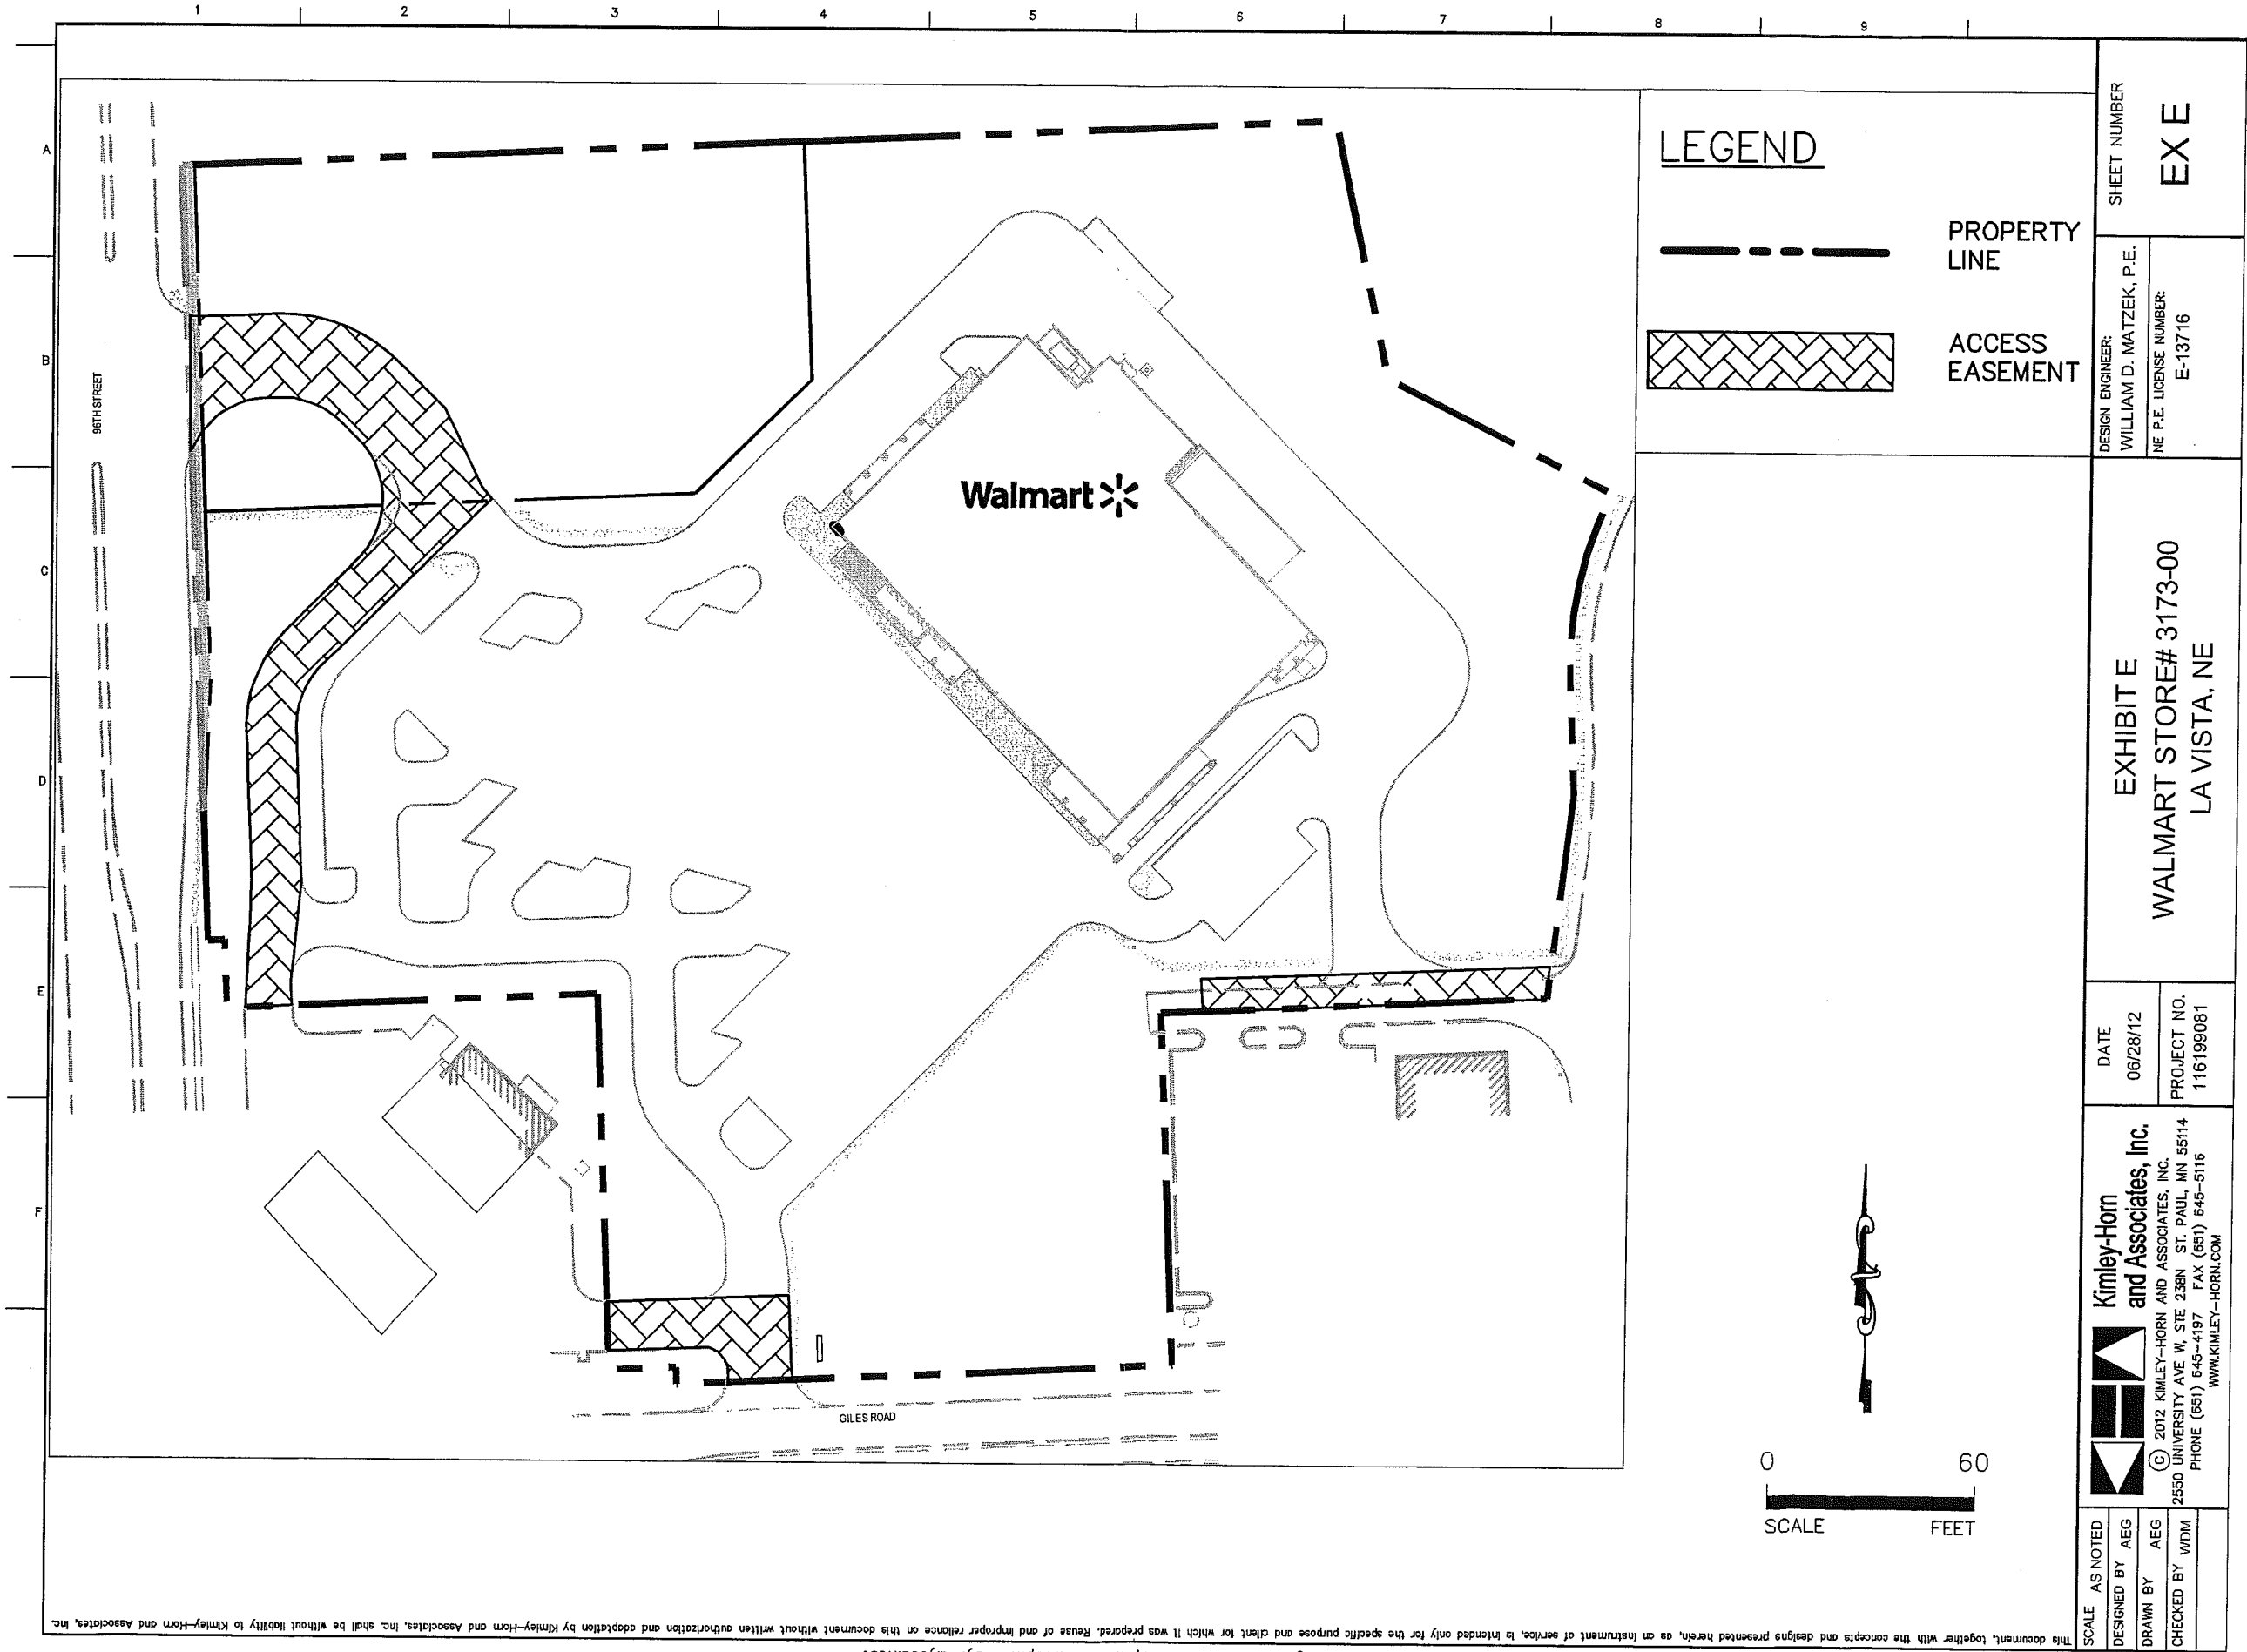 1 2 3 4 5 6 7 8 9
A
B
C
D
E
F
96TH STREET
Walmart
GILES ROAD
LEGEND
PROPERTY
LINE
ACCESS
EASEMENT
0 60
SCALE FEET
SHEET NUMBER
EX E
DESIGN ENGINEER:
WILLIAM D. MATZEK, P.E.
NE P.E. LICENSE NUMBER:
E-13716
EXHIBIT E
WALMART STORE# 3173-00
LA VISTA, NE
DATE
06/28/12
PROJECT NO.
116199081
Kimley-Horn
and Associates, Inc.
© 2012 KIMLEY-HORN AND ASSOCIATES, INC.
2550 UNIVERSITY AVE W, STE 238N ST. PAUL, MN 55114
PHONE (651) 645-4197 FAX (651) 645-5116
WWW.KIMLEY-HORN.COM
SCALE AS NOTED
DESIGNED BY AEG
DRAWN BY AEG
CHECKED BY WDM
This document, together with the concepts and designs presented herein, as an instrument of service, is intended only for the specific purpose and client for which it was prepared. Reuse of and improper reliance on this document without written authorization and adaptation by Kimley-Horn and Associates, Inc. shall be without liability to Kimley-Horn and Associates, Inc.